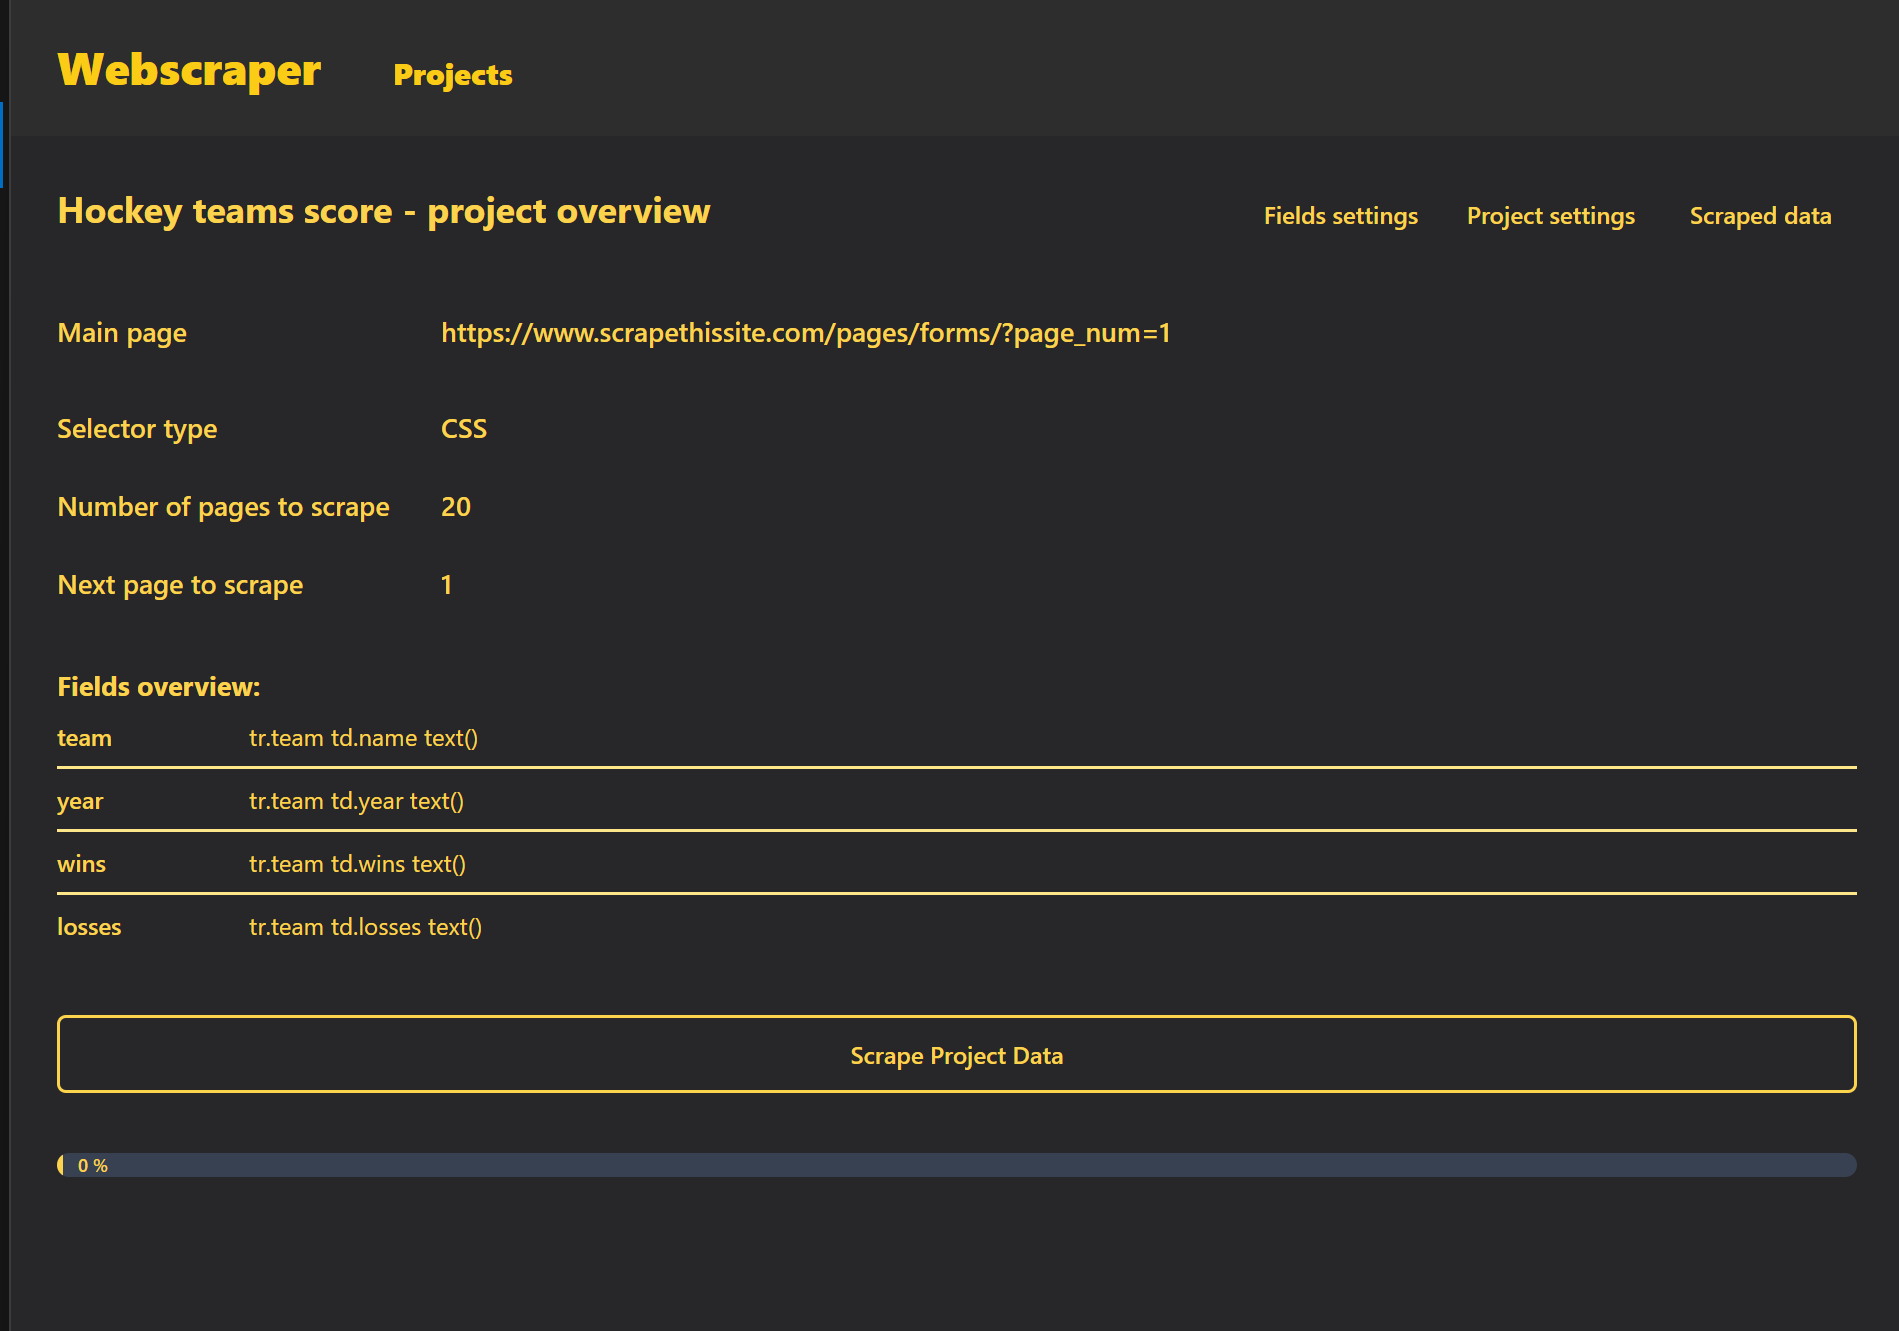 Webscraper Projects
Hockey teams score - project overview Fields settings Project settings Scraped data
Main page https://www.scrapethissite.com/pages/forms/?page_num=1
Selector type CSS
Number of pages to scrape 20
Next page to scrape 1
Fields overview:
team tr.team td.name text()
year tr.team td.year text()
wins tr.team td.wins text()
losses tr.team td.losses text()
Scrape Project Data
0 %